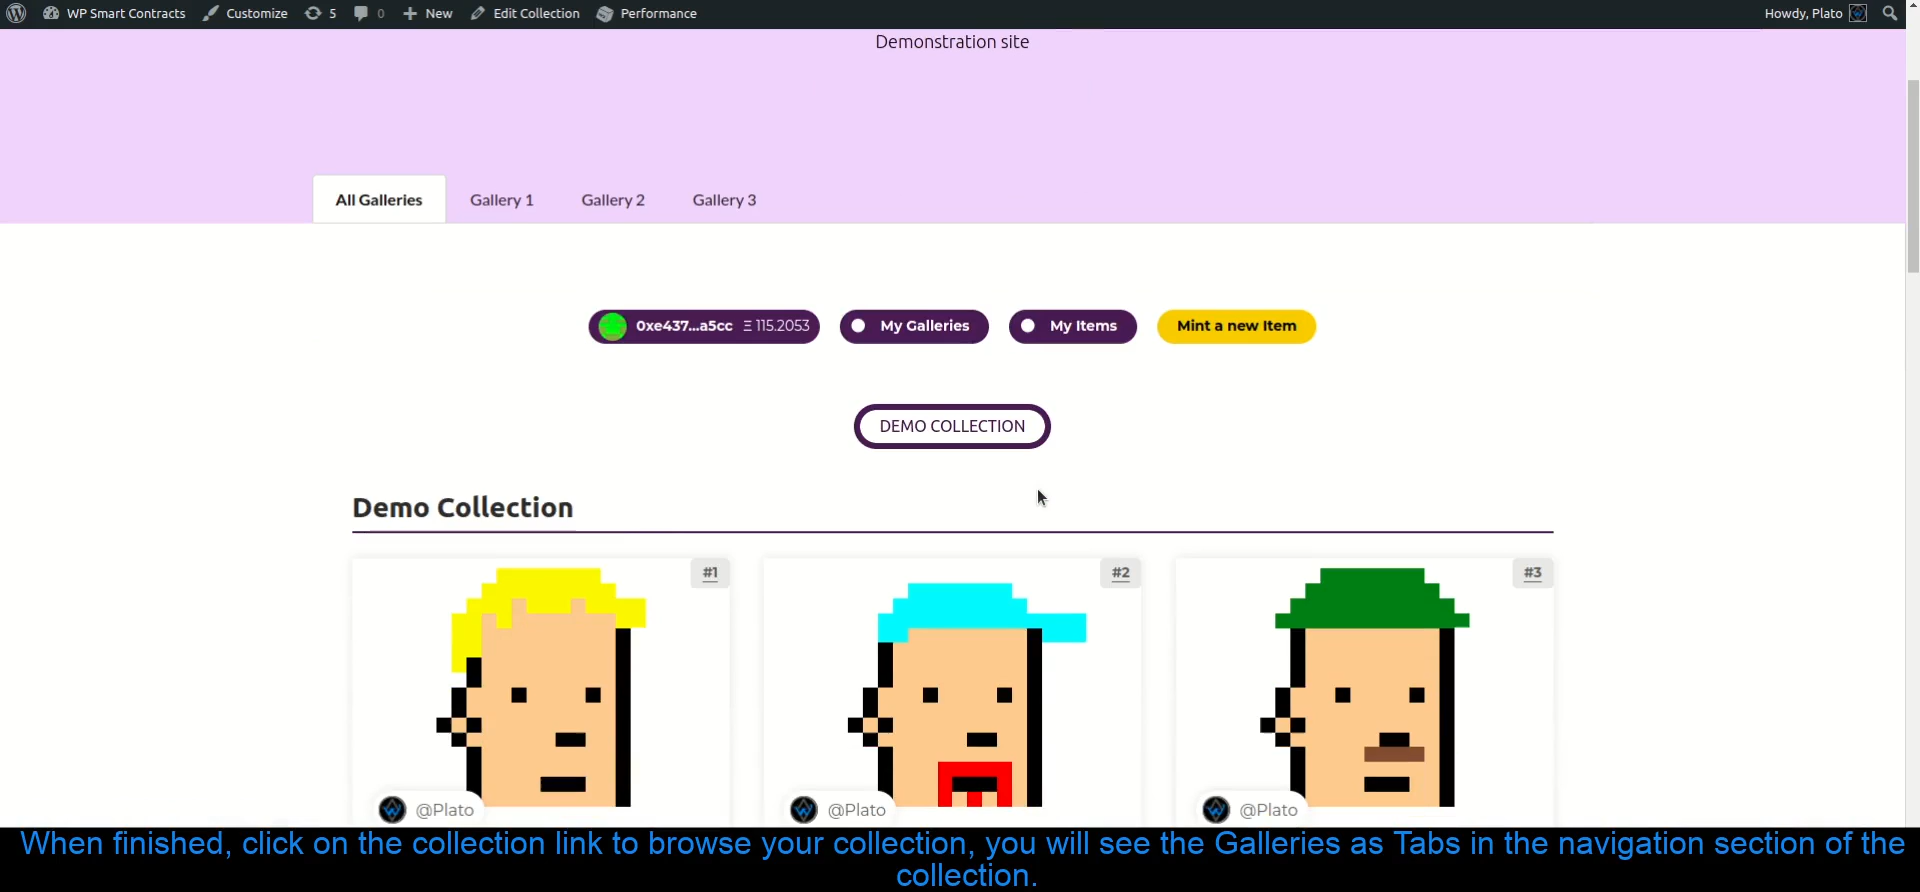 WP Smart Contracts Customize 5 0 New Edit Collection Performance Howdy, Plato
Demonstration site
All Galleries Gallery 1 Gallery 2 Gallery 3
0xe437...a5cc Ξ 115.2053 My Galleries My Items Mint a new Item
DEMO COLLECTION
Demo Collection
#1 #2 #3
@Plato @Plato @Plato
When finished, click on the collection link to browse your collection, you will see the Galleries as Tabs in the navigation section of the
collection.